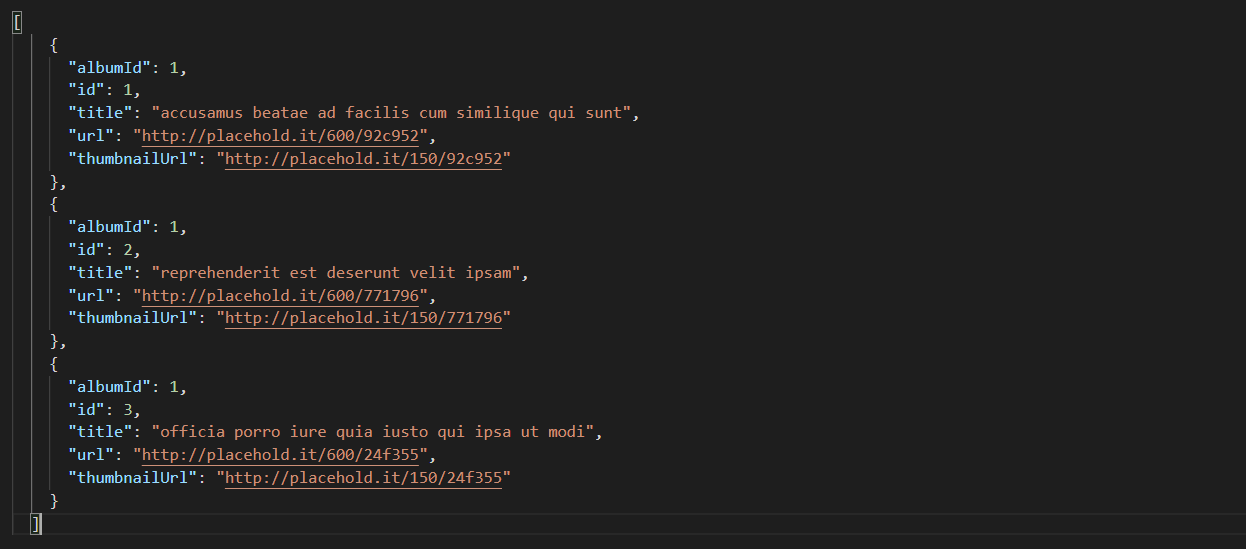 [
{
"albumId": 1,
"id": 1,
"title": "accusamus beatae ad facilis cum similique qui sunt",
"url": "http://placehold.it/600/92c952",
"thumbnailUrl": "http://placehold.it/150/92c952"
},
{
"albumId": 1,
"id": 2,
"title": "reprehenderit est deserunt velit ipsam",
"url": "http://placehold.it/600/771796",
"thumbnailUrl": "http://placehold.it/150/771796"
},
{
"albumId": 1,
"id": 3,
"title": "officia porro iure quia iusto qui ipsa ut modi",
"url": "http://placehold.it/600/24f355",
"thumbnailUrl": "http://placehold.it/150/24f355"
}
]